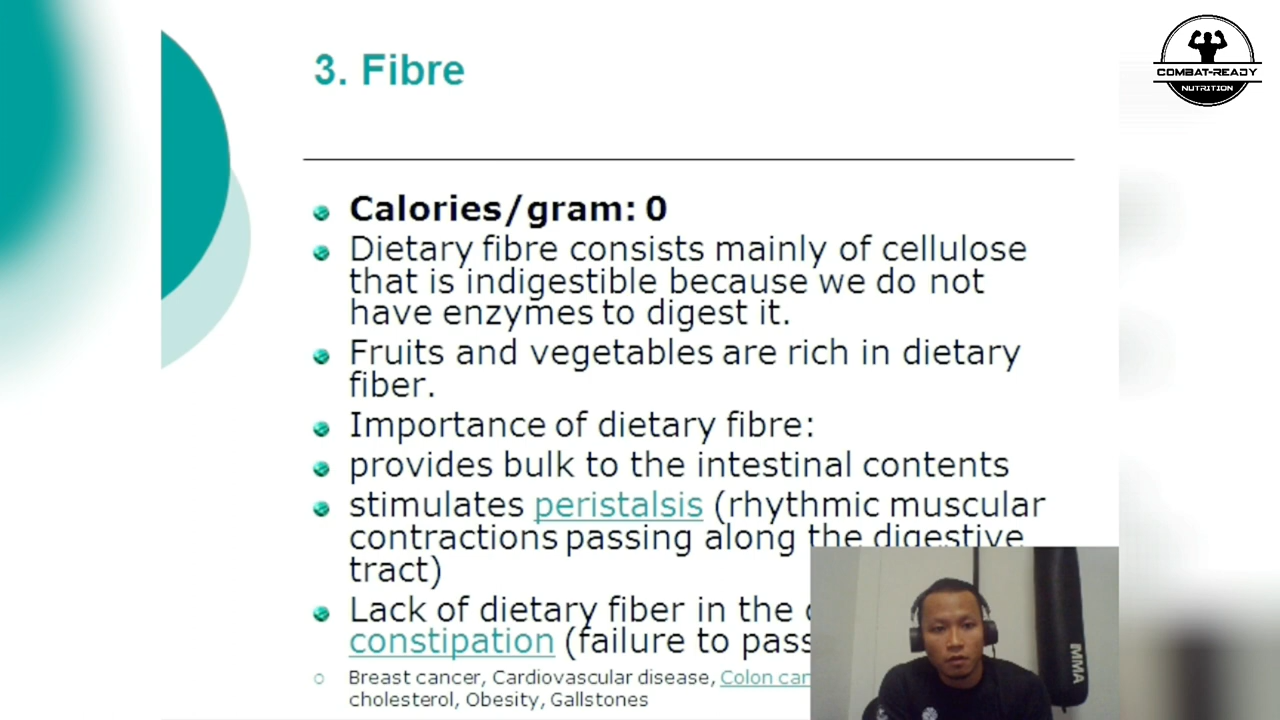 COMBAT-READY
NUTRITION
3. Fibre
Calories/gram: 0
Dietary fibre consists mainly of cellulose
that is indigestible because we do not
have enzymes to digest it.
Fruits and vegetables are rich in dietary
fiber.
Importance of dietary fibre:
provides bulk to the intestinal contents
stimulates peristalsis (rhythmic muscular
contractions passing along the digestive
tract)
Lack of dietary fiber in the
constipation (failure to pass
Breast cancer, Cardiovascular disease, Colon
cholesterol, Obesity, Gallstones
MMA